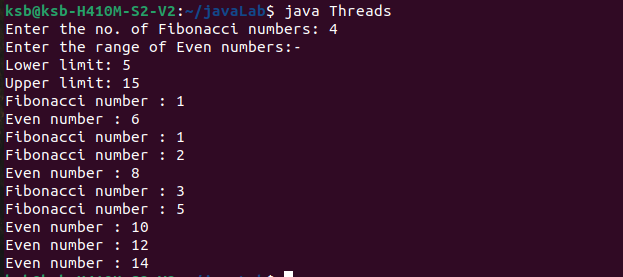 ksb@ksb-H410M-S2-V2:~/javaLab$ java Threads
Enter the no. of Fibonacci numbers: 4
Enter the range of Even numbers:-
Lower limit: 5
Upper limit: 15
Fibonacci number : 1
Even number : 6
Fibonacci number : 1
Fibonacci number : 2
Even number : 8
Fibonacci number : 3
Fibonacci number : 5
Even number : 10
Even number : 12
Even number : 14